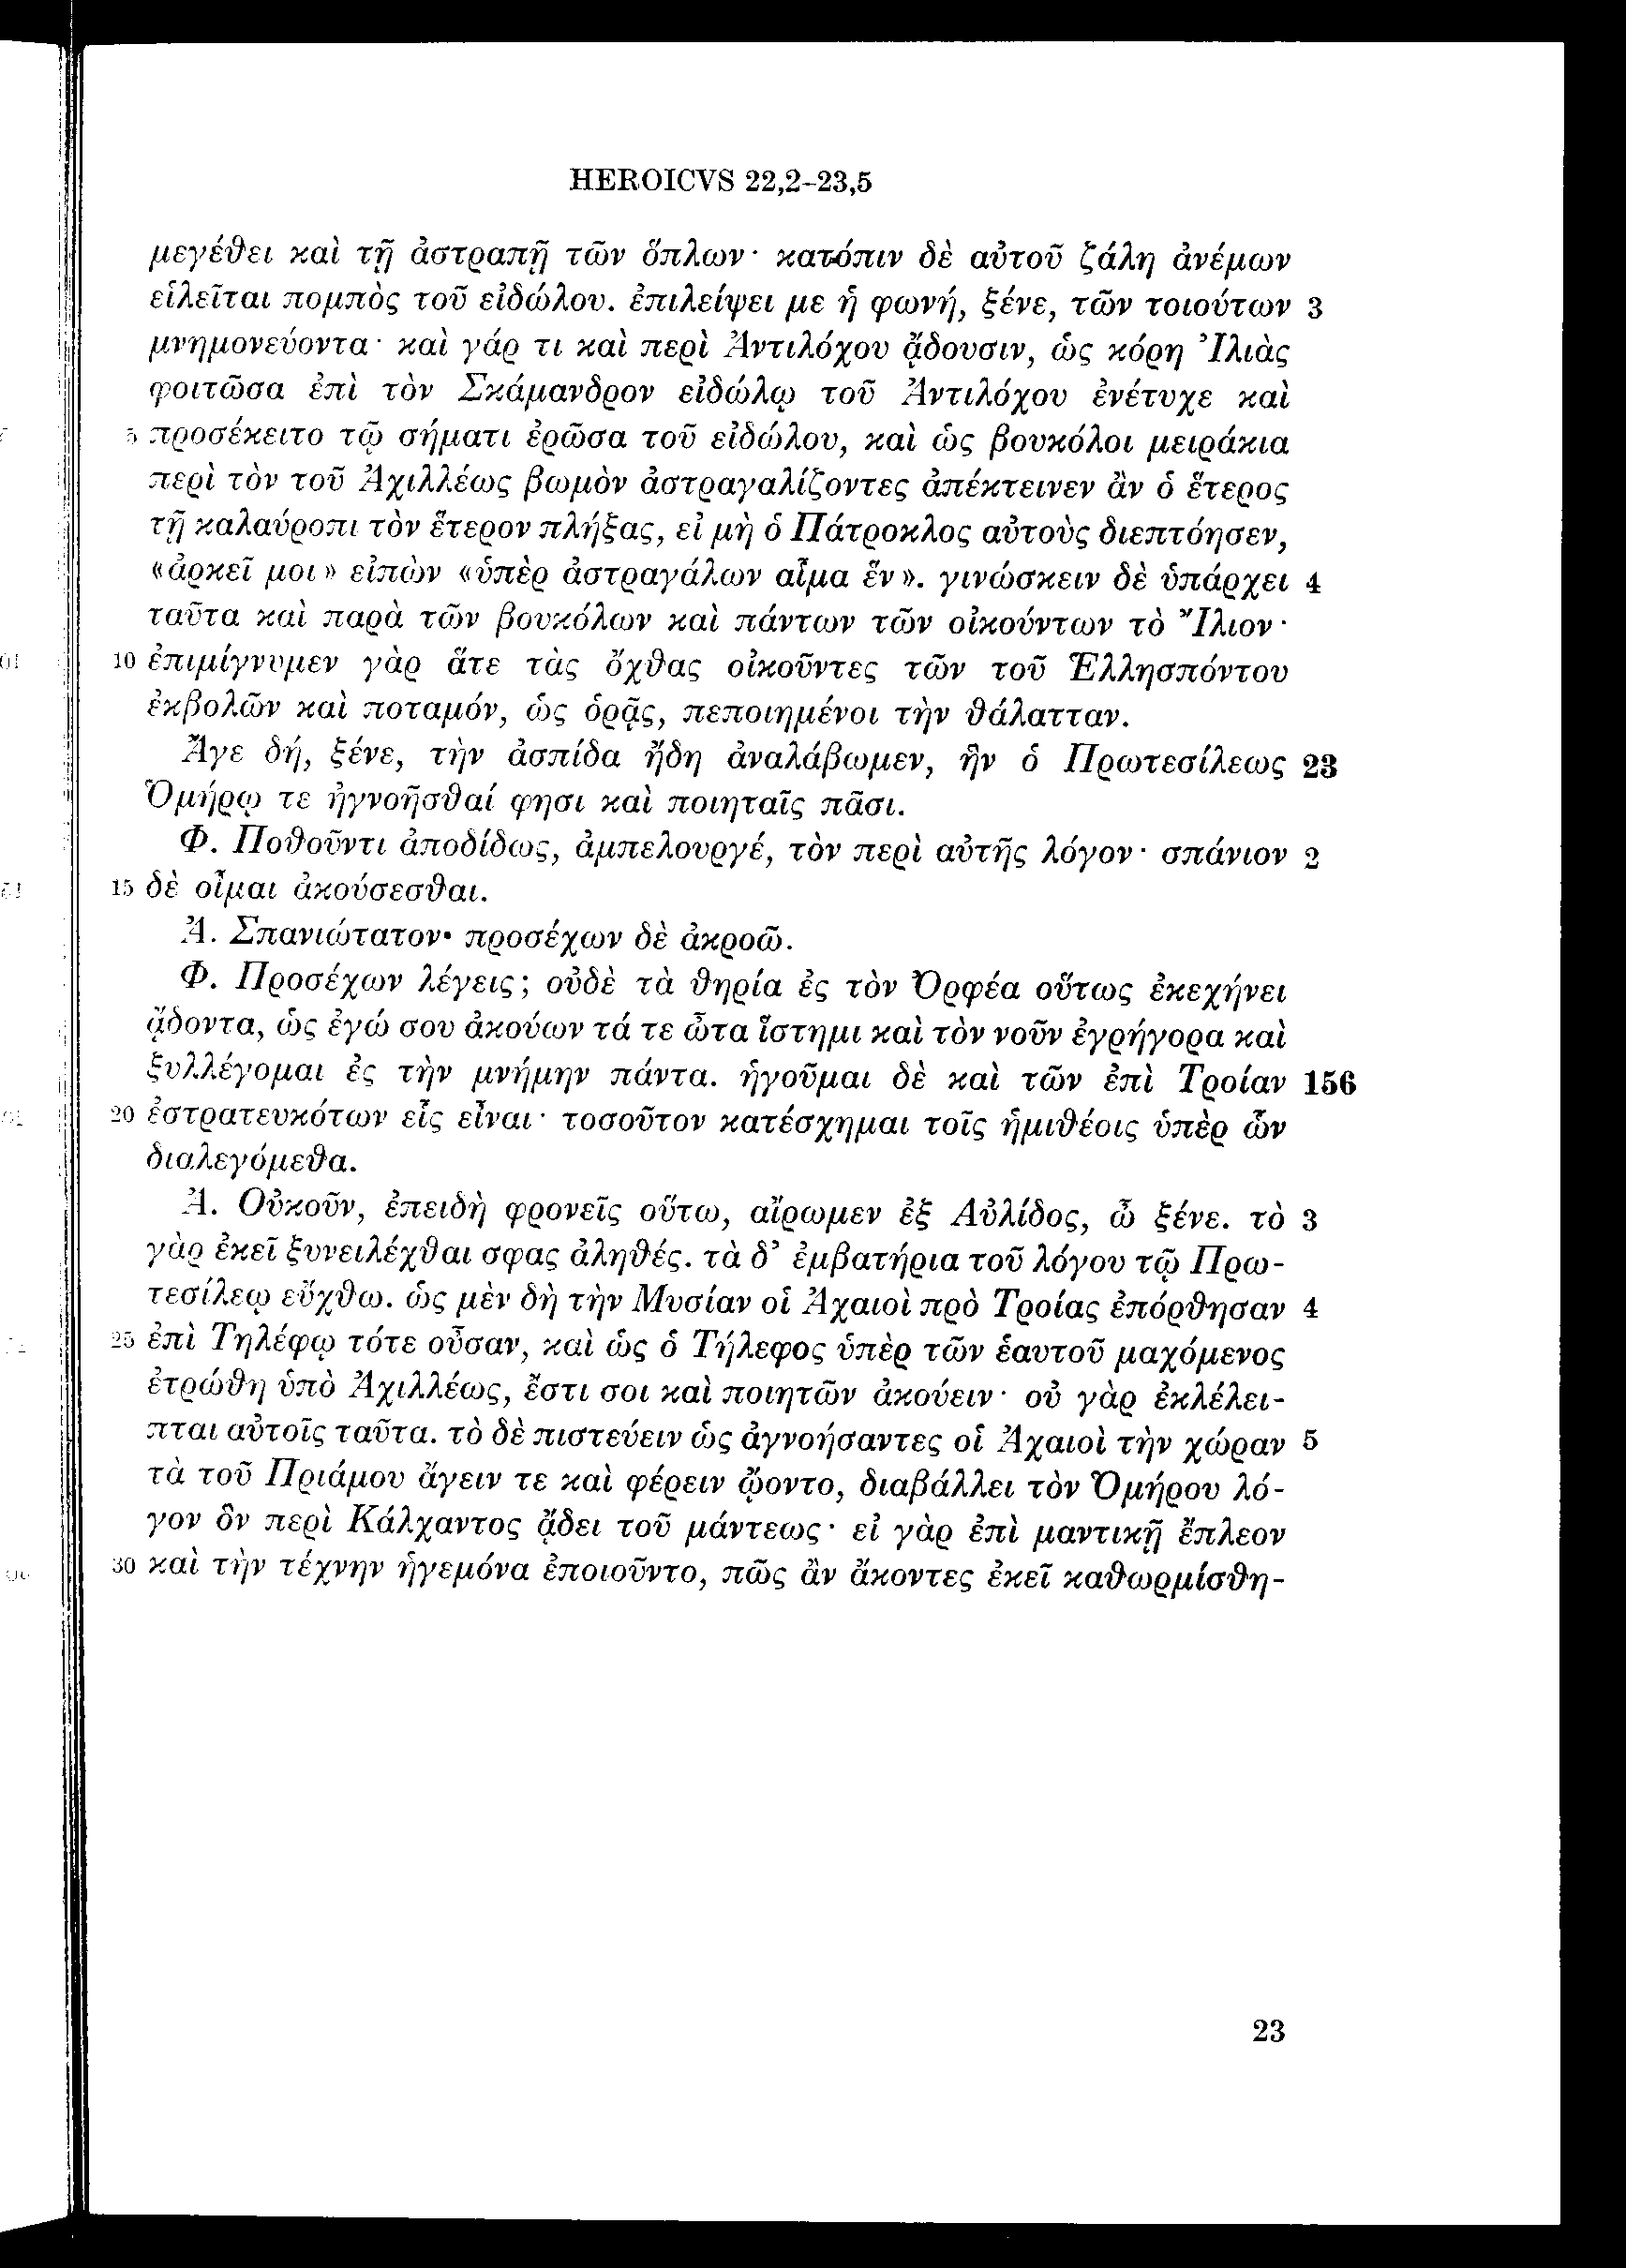 HEROICVS 22,2-23,5
μεγέθει καὶ τῇ ἀστραπῇ τῶν ὅπλων· κατόπιν δὲ αὐτοῦ ζάλη ἀνέμων
εἱλεῖται πομπὸς τοῦ εἰδώλου. ἐπιλείψει με ἡ φωνή, ξένε, τῶν τοιούτων 3
μνημονεύοντα· καὶ γάρ τι καὶ περὶ Ἀντιλόχου ᾄδουσιν, ὡς κόρη Ἰλιὰς
φοιτῶσα ἐπὶ τὸν Σκάμανδρον εἰδώλῳ τοῦ Ἀντιλόχου ἐνέτυχε καὶ
5 προσέκειτο τῷ σήματι ἐρῶσα τοῦ εἰδώλου, καὶ ὡς βουκόλοι μειράκια
περὶ τὸν τοῦ Ἀχιλλέως βωμὸν ἀστραγαλίζοντες ἀπέκτεινεν ἂν ὁ ἕτερος
τῇ καλαύροπι τὸν ἕτερον πλήξας, εἰ μὴ ὁ Πάτροκλος αὐτοὺς διεπτόησεν,
«ἀρκεῖ μοι» εἰπὼν «ὑπὲρ ἀστραγάλων αἷμα ἕν». γινώσκειν δὲ ὑπάρχει 4
ταῦτα καὶ παρὰ τῶν βουκόλων καὶ πάντων τῶν οἰκούντων τὸ Ἴλιον·
10 ἐπιμίγνυμεν γὰρ ἅτε τὰς ὄχθας οἰκοῦντες τῶν τοῦ Ἑλλησπόντου
ἐκβολῶν καὶ ποταμόν, ὡς ὁρᾷς, πεποιημένοι τὴν θάλατταν.
Ἄγε δή, ξένε, τὴν ἀσπίδα ἤδη ἀναλάβωμεν, ἣν ὁ Πρωτεσίλεως 23
Ὁμήρῳ τε ἠγνοῆσθαί φησι καὶ ποιηταῖς πᾶσι.
Φ. Ποθοῦντι ἀποδίδως, ἀμπελουργέ, τὸν περὶ αὐτῆς λόγον· σπάνιον 2
15 δὲ οἶμαι ἀκούσεσθαι.
Ἀ. Σπανιώτατον· προσέχων δὲ ἀκροῶ.
Φ. Προσέχων λέγεις; οὐδὲ τὰ θηρία ἐς τὸν Ὀρφέα οὕτως ἐκεχήνει
ᾄδοντα, ὡς ἐγώ σου ἀκούων τά τε ὦτα ἵστημι καὶ τὸν νοῦν ἐγρήγορα καὶ
ξυλλέγομαι ἐς τὴν μνήμην πάντα. ἡγοῦμαι δὲ καὶ τῶν ἐπὶ Τροίαν 156
20 ἐστρατευκότων εἷς εἶναι· τοσοῦτον κατέσχημαι τοῖς ἡμιθέοις ὑπὲρ ὧν
διαλεγόμεθα.
Ἀ. Οὐκοῦν, ἐπειδὴ φρονεῖς οὕτω, αἴρωμεν ἐξ Αὐλίδος, ὦ ξένε. τὸ 3
γὰρ ἐκεῖ ξυνειλέχθαι σφας ἀληθές. τὰ δ᾽ ἐμβατήρια τοῦ λόγου τῷ Πρω-
τεσίλεῳ εὔχθω. ὡς μὲν δὴ τὴν Μυσίαν οἱ Ἀχαιοὶ πρὸ Τροίας ἐπόρθησαν 4
25 ἐπὶ Τηλέφῳ τότε οὖσαν, καὶ ὡς ὁ Τήλεφος ὑπὲρ τῶν ἑαυτοῦ μαχόμενος
ἐτρώθη ὑπὸ Ἀχιλλέως, ἔστι σοι καὶ ποιητῶν ἀκούειν· οὐ γὰρ ἐκλέλει-
πται αὐτοῖς ταῦτα. τὸ δὲ πιστεύειν ὡς ἀγνοήσαντες οἱ Ἀχαιοὶ τὴν χώραν 5
τὰ τοῦ Πριάμου ἄγειν τε καὶ φέρειν ᾤοντο, διαβάλλει τὸν Ὁμήρου λό-
γον ὃν περὶ Κάλχαντος ᾄδει τοῦ μάντεως· εἰ γὰρ ἐπὶ μαντικῇ ἔπλεον
30 καὶ τὴν τέχνην ἡγεμόνα ἐποιοῦντο, πῶς ἂν ἄκοντες ἐκεῖ καθωρμίσθη-
23